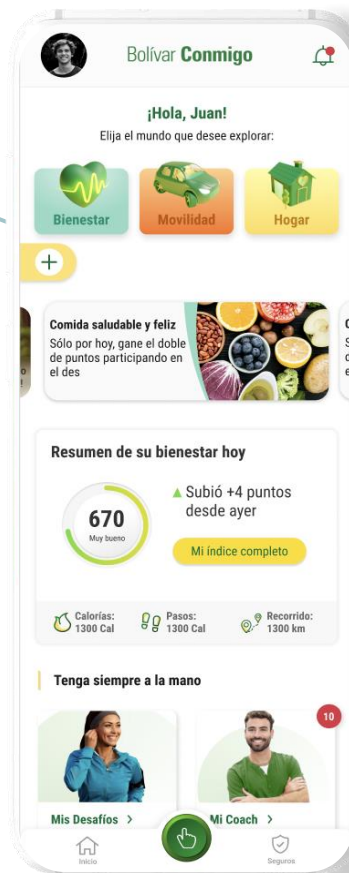 Bolívar Conmigo
¡Hola, Juan!
Elija el mundo que desee explorar:
Bienestar
Movilidad
Hogar
+
Comida saludable y feliz
Sólo por hoy, gane el doble
de puntos participando en
el des
Resumen de su bienestar hoy
670
Muy bueno
Subió +4 puntos
desde ayer
Mi índice completo
Calorías:
1300 Cal
Pasos:
1300 Cal
Recorrido:
1300 km
Tenga siempre a la mano
10
Mis Desafíos >
Mi Coach >
Inicio
Seguros